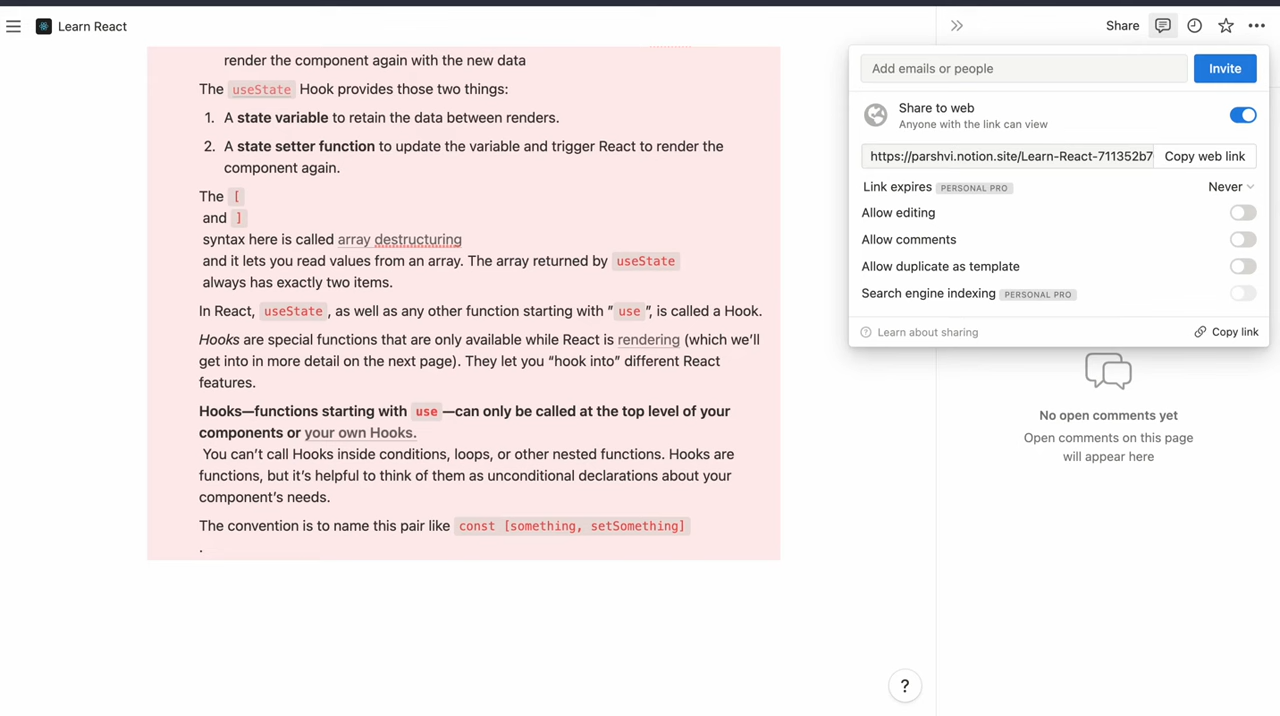 Learn React
Share
render the component again with the new data
The useState Hook provides those two things:
1. A state variable to retain the data between renders.
2. A state setter function to update the variable and trigger React to render the
component again.
The [
and ]
syntax here is called array destructuring
and it lets you read values from an array. The array returned by useState
always has exactly two items.
In React, useState, as well as any other function starting with ”use”, is called a Hook.
Hooks are special functions that are only available while React is rendering (which we’ll
get into in more detail on the next page). They let you “hook into” different React
features.
Hooks—functions starting with use—can only be called at the top level of your
components or your own Hooks.
You can’t call Hooks inside conditions, loops, or other nested functions. Hooks are
functions, but it’s helpful to think of them as unconditional declarations about your
component’s needs.
The convention is to name this pair like const [something, setSomething]
.
Add emails or people
Invite
Share to web
Anyone with the link can view
https://parshvi.notion.site/Learn-React-711352b7 Copy web link
Link expires PERSONAL PRO Never
Allow editing
Allow comments
Allow duplicate as template
Search engine indexing PERSONAL PRO
? Learn about sharing Copy link
No open comments yet
Open comments on this page
will appear here
?